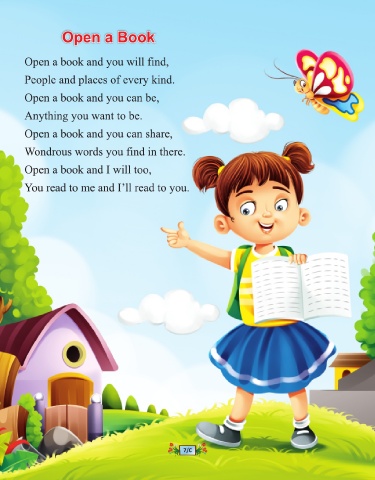 Open a Book
Open a book and you will find,
People and places of every kind.
Open a book and you can be,
Anything you want to be.
Open a book and you can share,
Wondrous words you find in there.
Open a book and I will too,
You read to me and I'll read to you.
7/C